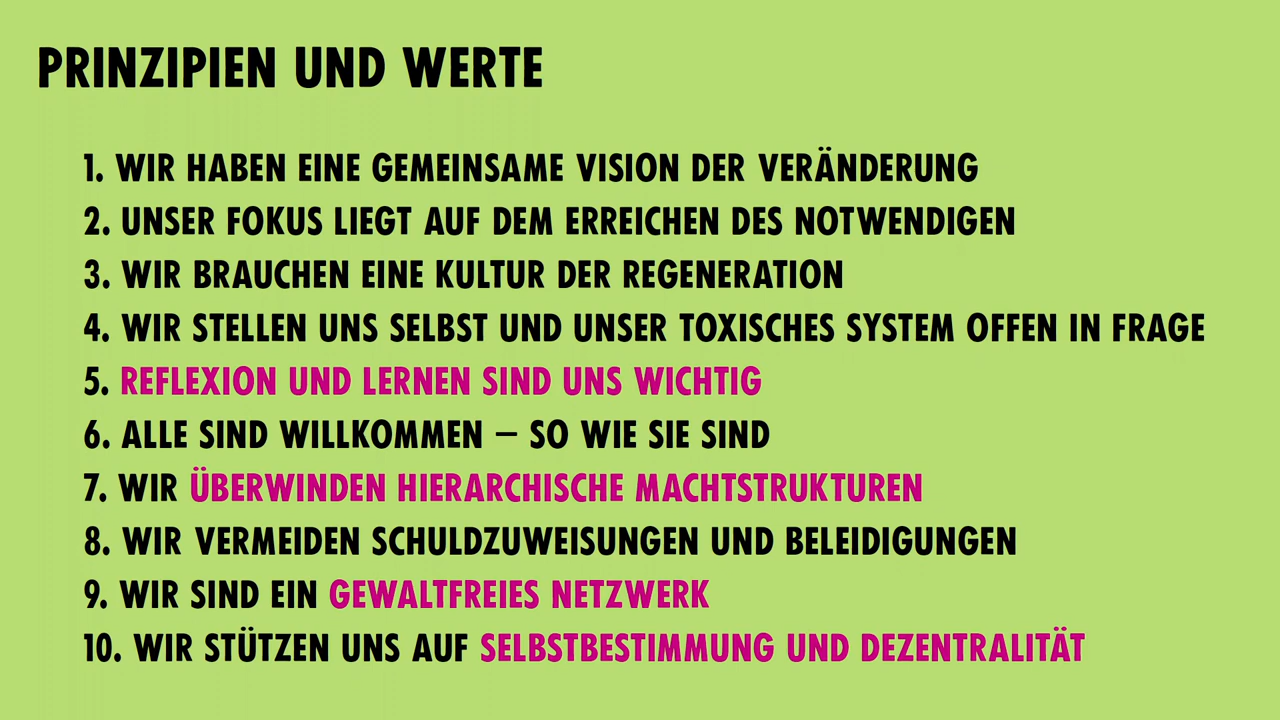 PRINZIPIEN UND WERTE
1. WIR HABEN EINE GEMEINSAME VISION DER VERÄNDERUNG
2. UNSER FOKUS LIEGT AUF DEM ERREICHEN DES NOTWENDIGEN
3. WIR BRAUCHEN EINE KULTUR DER REGENERATION
4. WIR STELLEN UNS SELBST UND UNSER TOXISCHES SYSTEM OFFEN IN FRAGE
5. REFLEXION UND LERNEN SIND UNS WICHTIG
6. ALLE SIND WILLKOMMEN – SO WIE SIE SIND
7. WIR ÜBERWINDEN HIERARCHISCHE MACHTSTRUKTUREN
8. WIR VERMEIDEN SCHULDZUWEISUNGEN UND BELEIDIGUNGEN
9. WIR SIND EIN GEWALTFREIES NETZWERK
10. WIR STÜTZEN UNS AUF SELBSTBESTIMMUNG UND DEZENTRALITÄT